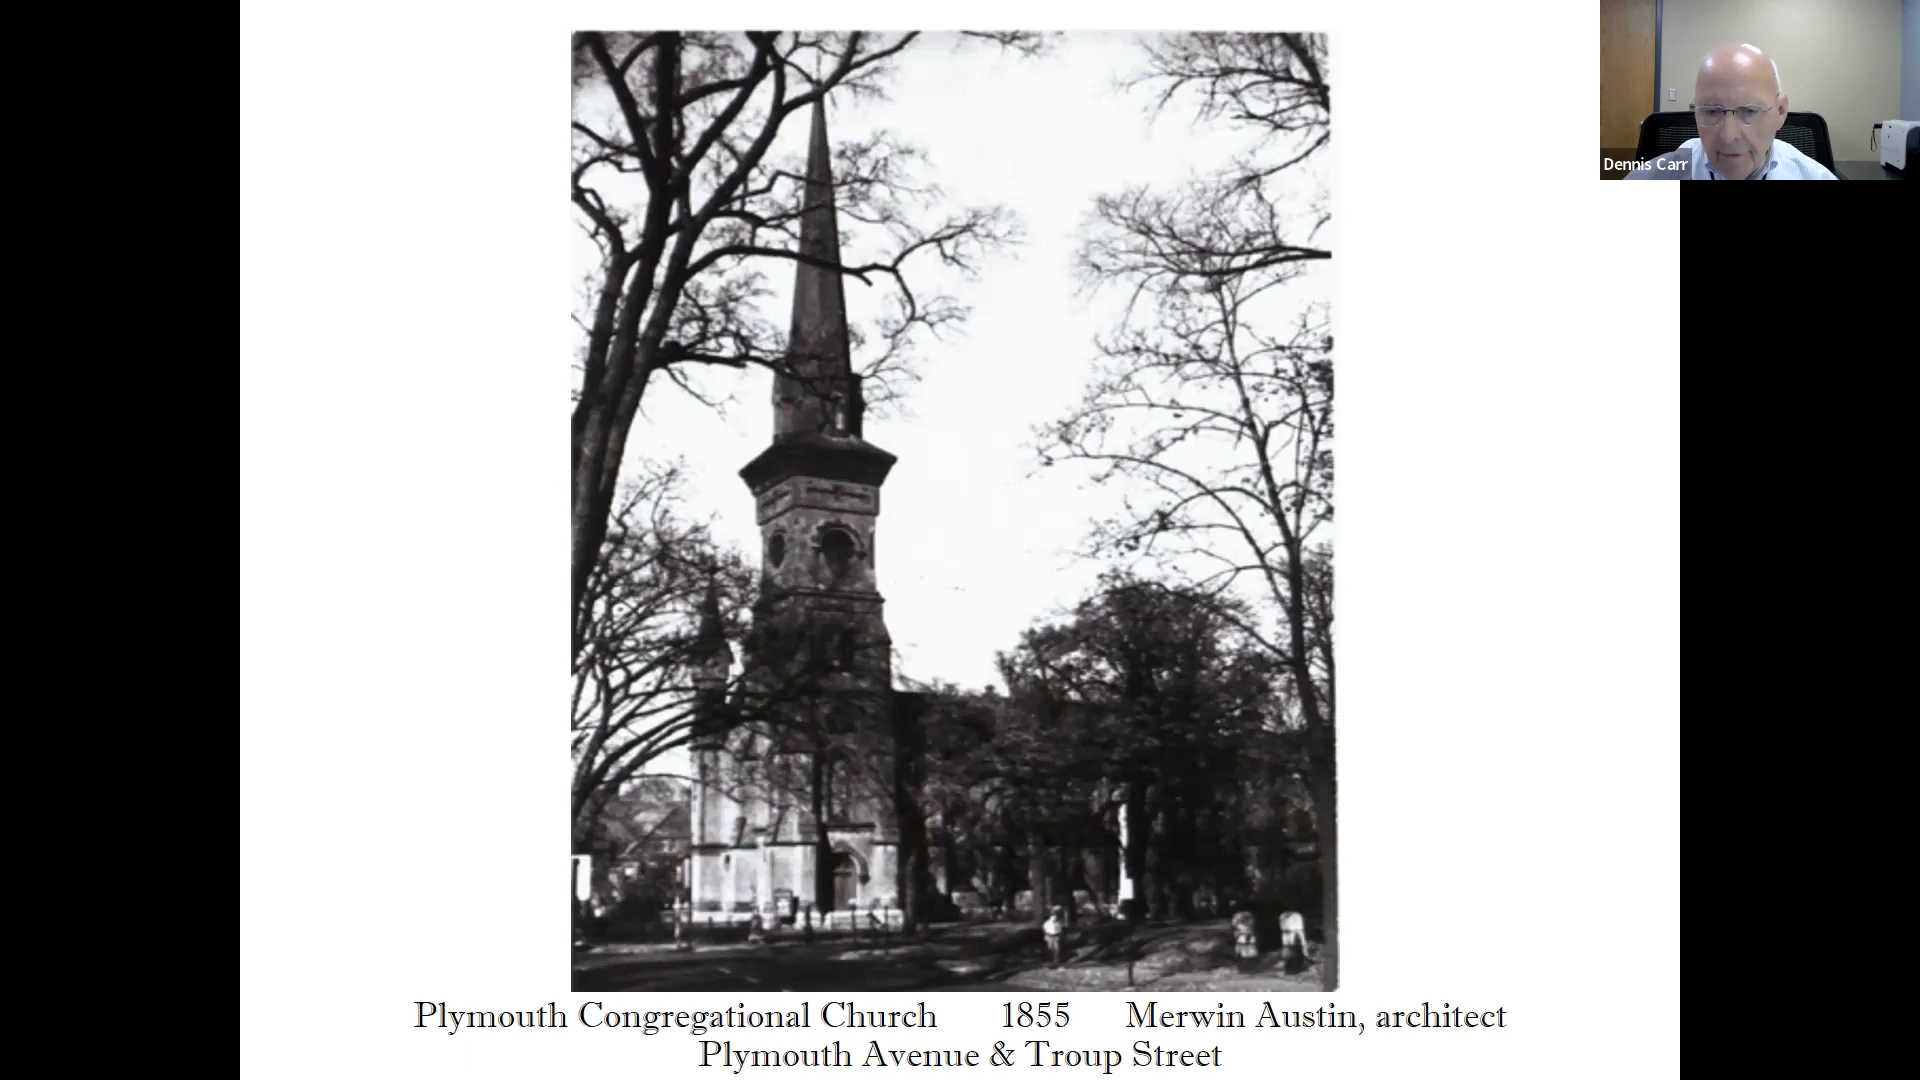 Dennis Carr
Plymouth Congregational Church 1855 Merwin Austin, architect
Plymouth Avenue & Troup Street